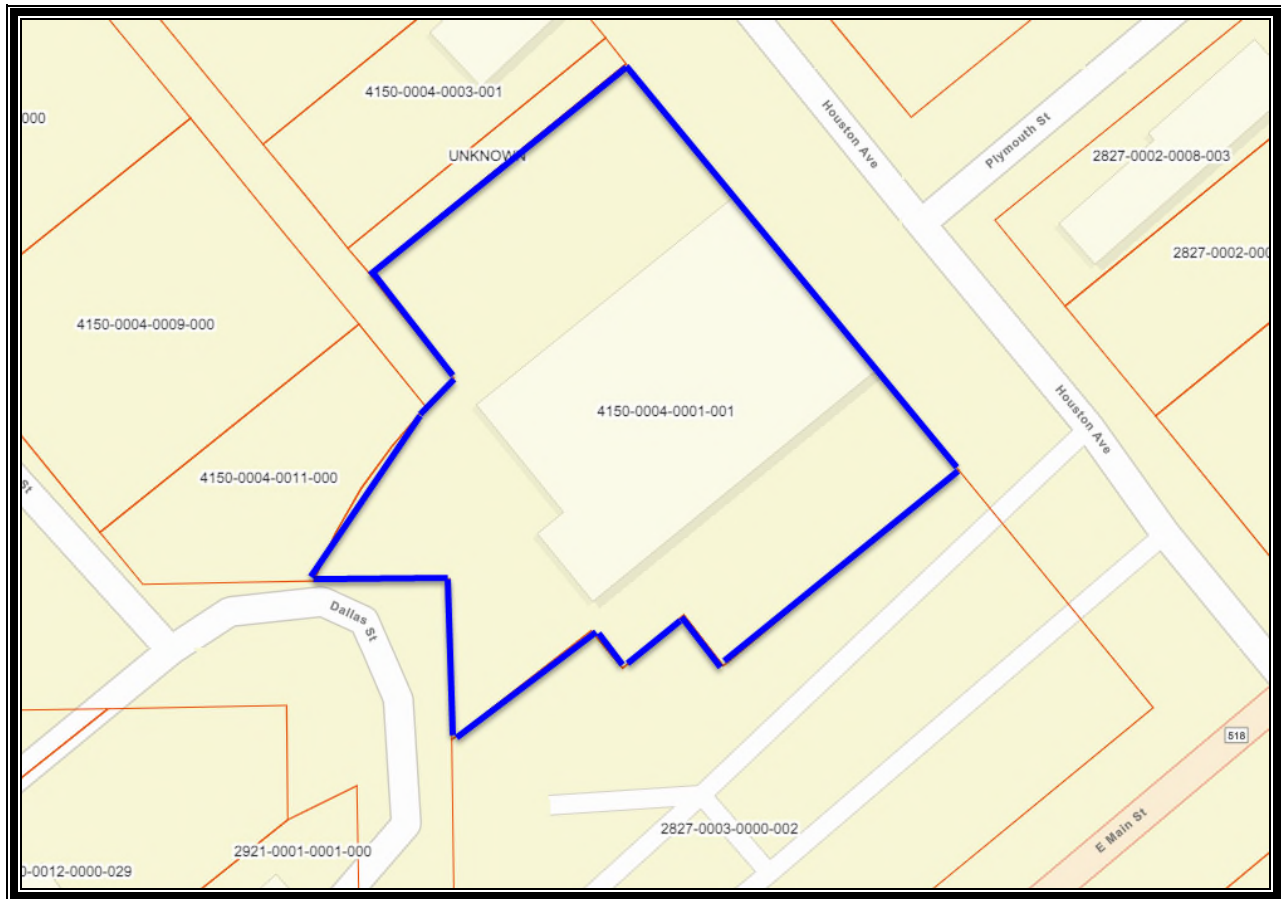 4150-0004-0003-001
000
Houston Ave
Plymouth St
UNKNOWN
2827-0002-0008-003
2827-0002-000
4150-0004-0009-000
4150-0004-0001-001
Houston Ave
4150-0004-0011-000
St
Dallas St
518
2827-0003-0000-002
E Main St
2921-0001-0001-000
0-0012-0000-029